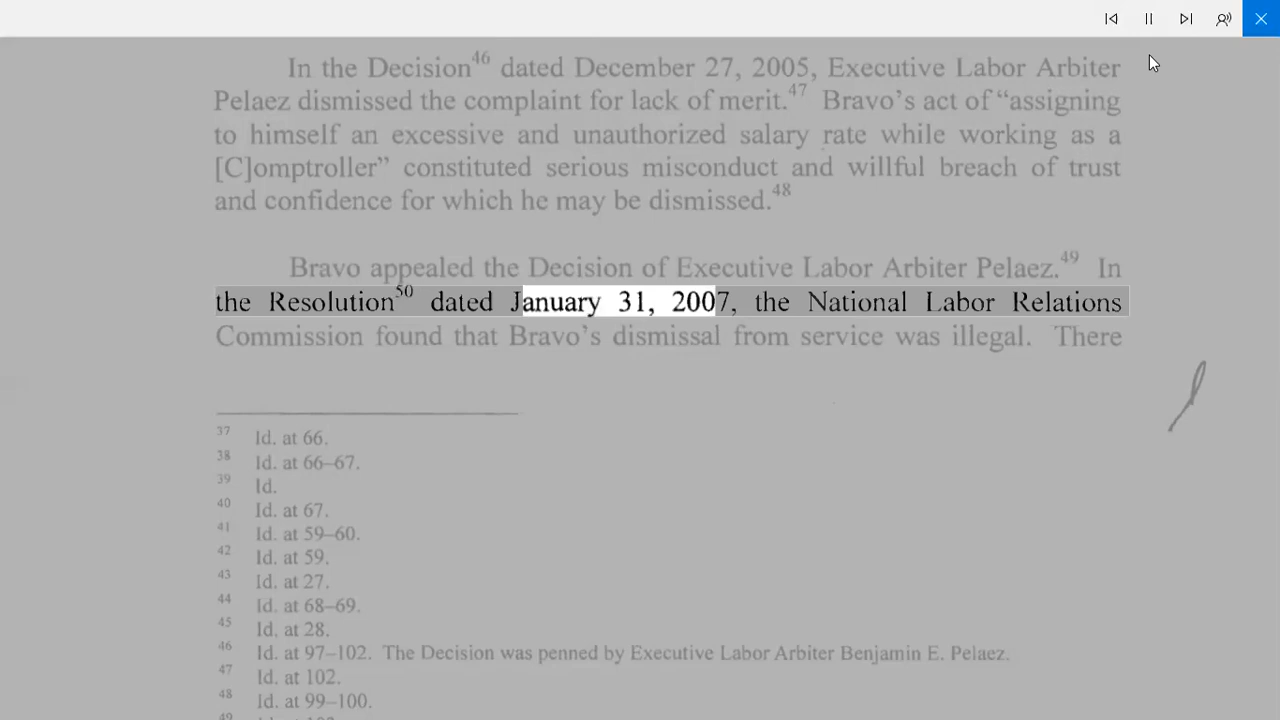 In the Decision46 dated December 27, 2005, Executive Labor Arbiter
Pelaez dismissed the complaint for lack of merit.47 Bravo's act of “assigning
to himself an excessive and unauthorized salary rate while working as a
[C]omptroller” constituted serious misconduct and willful breach of trust
and confidence for which he may be dismissed.48
Bravo appealed the Decision of Executive Labor Arbiter Pelaez.49 In
the Resolution50 dated January 31, 2007, the National Labor Relations
Commission found that Bravo's dismissal from service was illegal. There
37 Id. at 66.
38 Id. at 66–67.
39 Id.
40 Id. at 67.
41 Id. at 59–60.
42 Id. at 59.
43 Id. at 27.
44 Id. at 68–69.
45 Id. at 28.
46 Id. at 97–102. The Decision was penned by Executive Labor Arbiter Benjamin E. Pelaez.
47 Id. at 102.
48 Id. at 99–100.
49